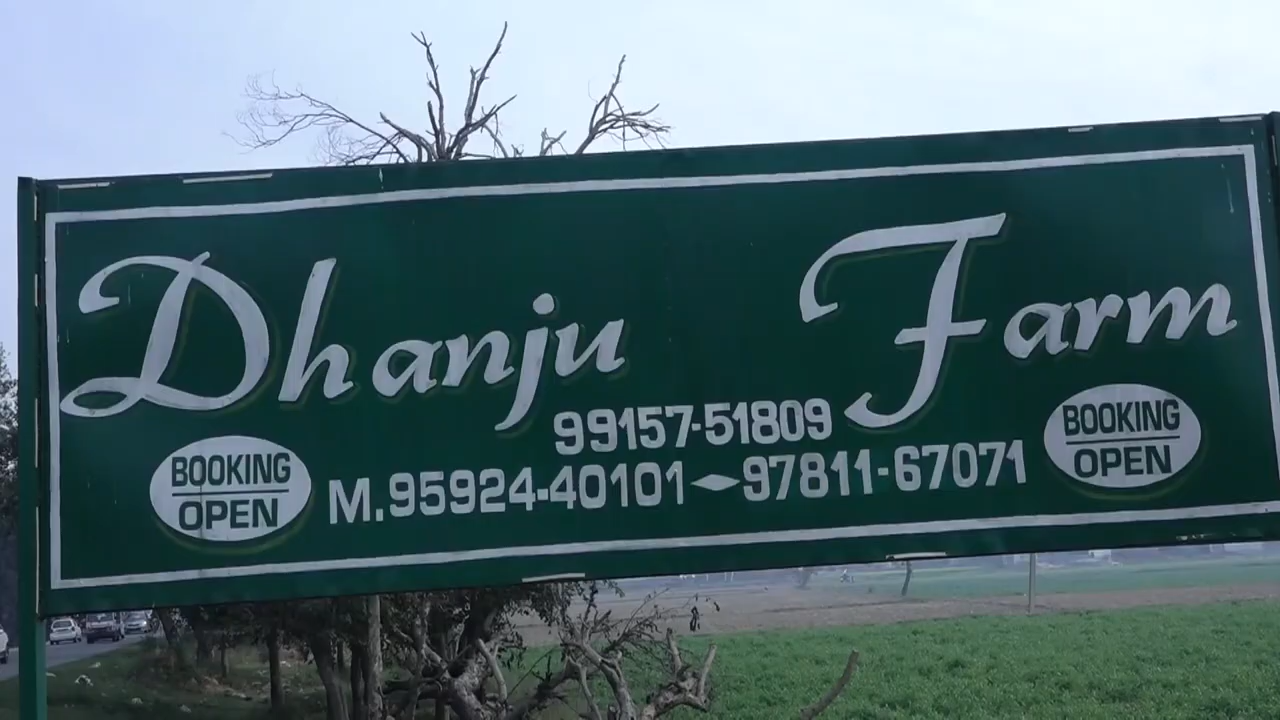 Dhanju Farm
99157-51809
M.95924-40101 97811-67071
BOOKING
OPEN
BOOKING
OPEN